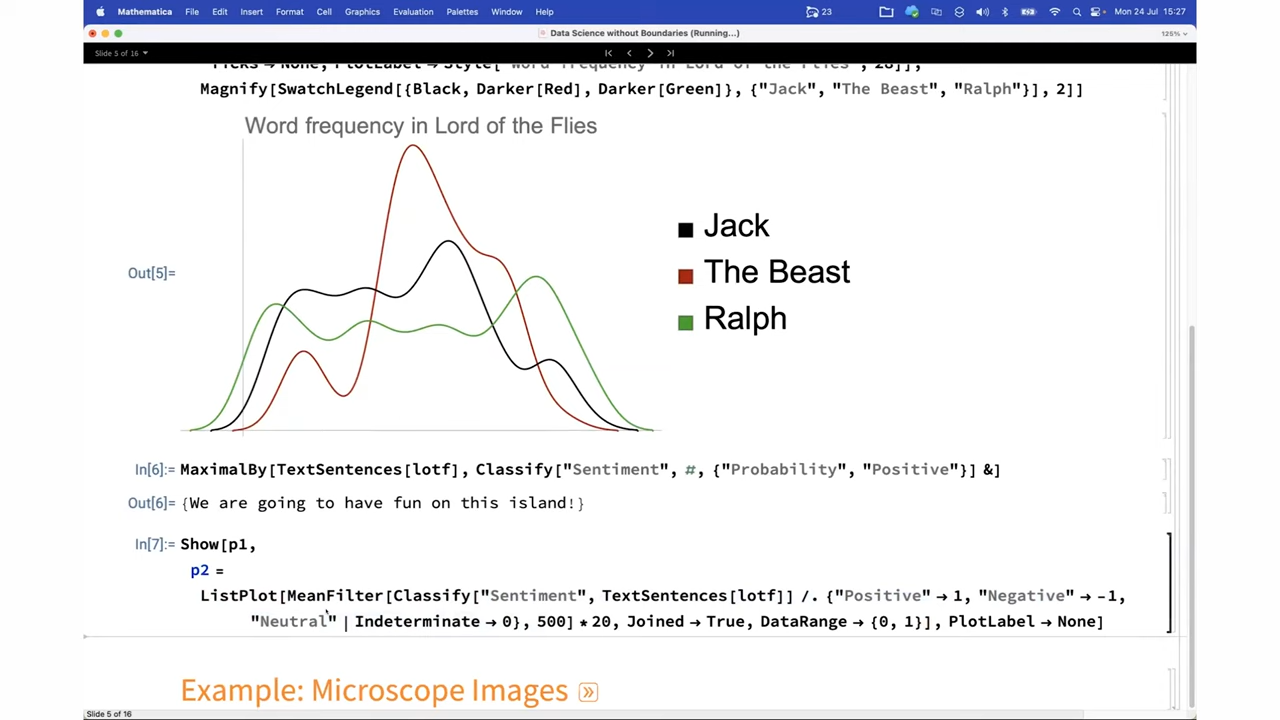 Mathematica File Edit Insert Format Cell Graphics Evaluation Palettes Window Help 23 Mon 24 Jul 15:27
Data Science without Boundaries (Running...) 125%
Slide 5 of 16
Ticks → None, PlotLabel → Style["Word frequency in Lord of the Flies", 28]],
Magnify[SwatchLegend[{Black, Darker[Red], Darker[Green]}, {"Jack", "The Beast", "Ralph"}], 2]]
Word frequency in Lord of the Flies
Jack
The Beast
Ralph
Out[5]=
In[6]:= MaximalBy[TextSentences[lotf], Classify["Sentiment", #, {"Probability", "Positive"}] &]
Out[6]= {We are going to have fun on this island!}
In[7]:= Show[p1,
p2 =
ListPlot[MeanFilter[Classify["Sentiment", TextSentences[lotf]] /. {"Positive" → 1, "Negative" → -1,
"Neutral" | Indeterminate → 0}, 500] * 20, Joined → True, DataRange → {0, 1}], PlotLabel → None]
Example: Microscope Images »
Slide 5 of 16